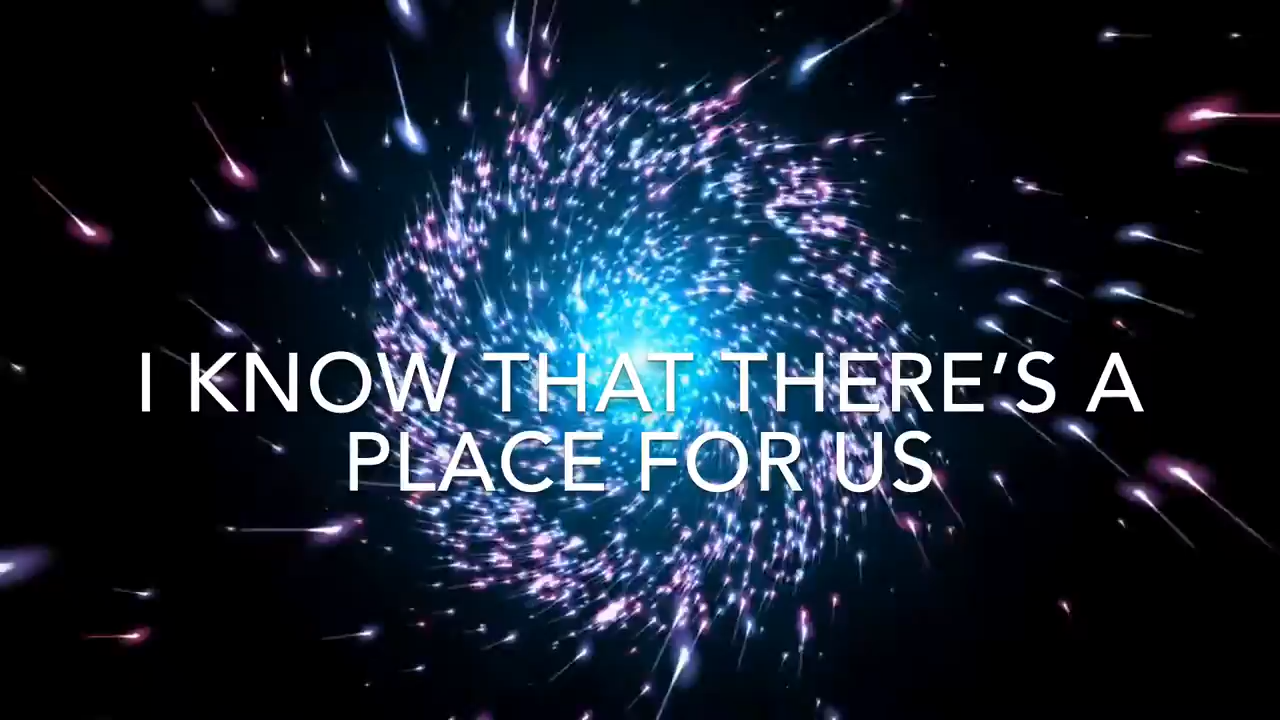 I KNOW THAT THERE’S A
PLACE FOR US